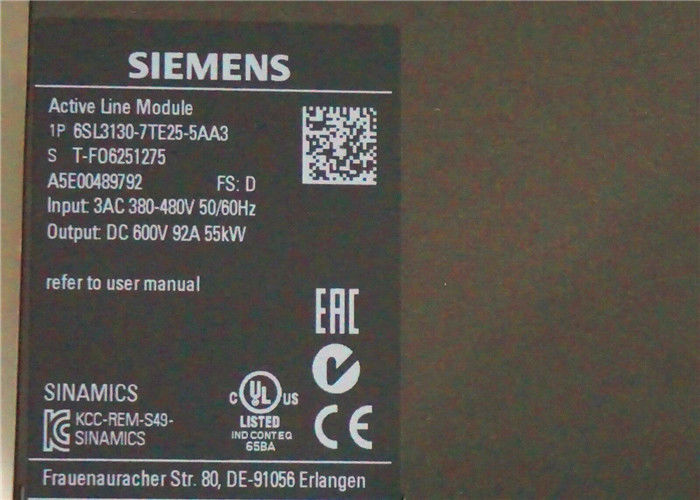 SIEMENS
Active Line Module
1P 6SL3130-7TE25-5AA3
S T-FO6251275
A5E00489792 FS: D
Input: 3AC 380-480V 50/60Hz
Output: DC 600V 92A 55kW
refer to user manual
EAC
SINAMICS
C UL US
LISTED
IND CONT EQ
65BA
KCC-REM-S49-
SINAMICS
CE
Frauenauracher Str. 80, DE-91056 Erlangen